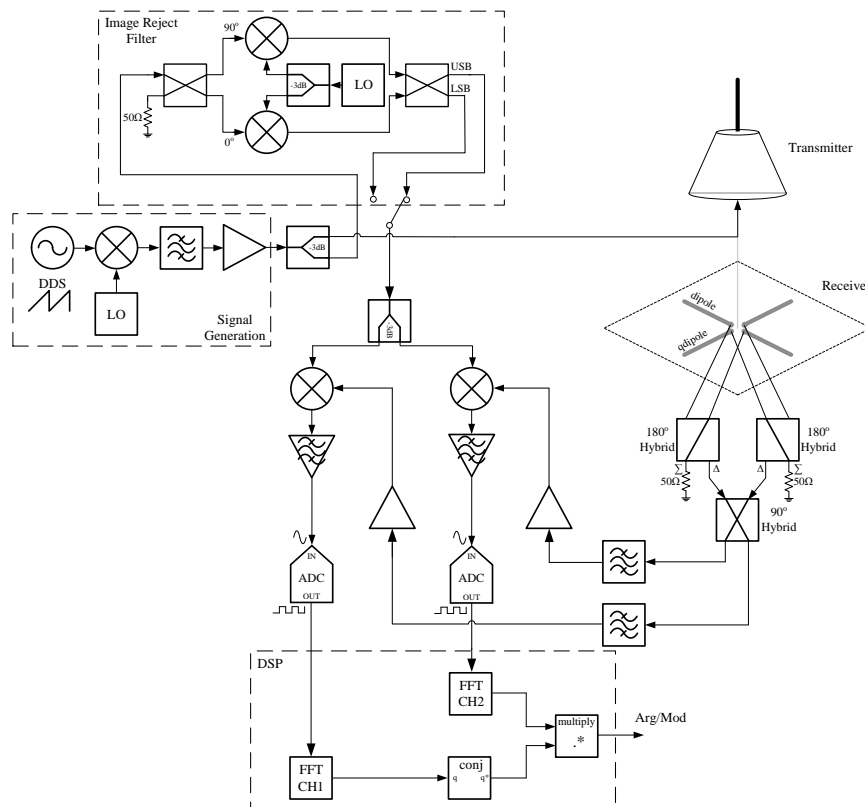 Image Reject
Filter
90°
-3dB
LO
USB
LSB
50Ω
0°
Transmitter
DDS
LO
-3dB
Signal
Generation
-3dB
Receive
dipole
qdipole
180°
Hybrid
180°
Hybrid
Σ
Δ
Δ
Σ
50Ω
50Ω
90°
Hybrid
IN
ADC
OUT
IN
ADC
OUT
DSP
FFT
CH2
multiply
.*
Arg/Mod
FFT
CH1
conj
q q*